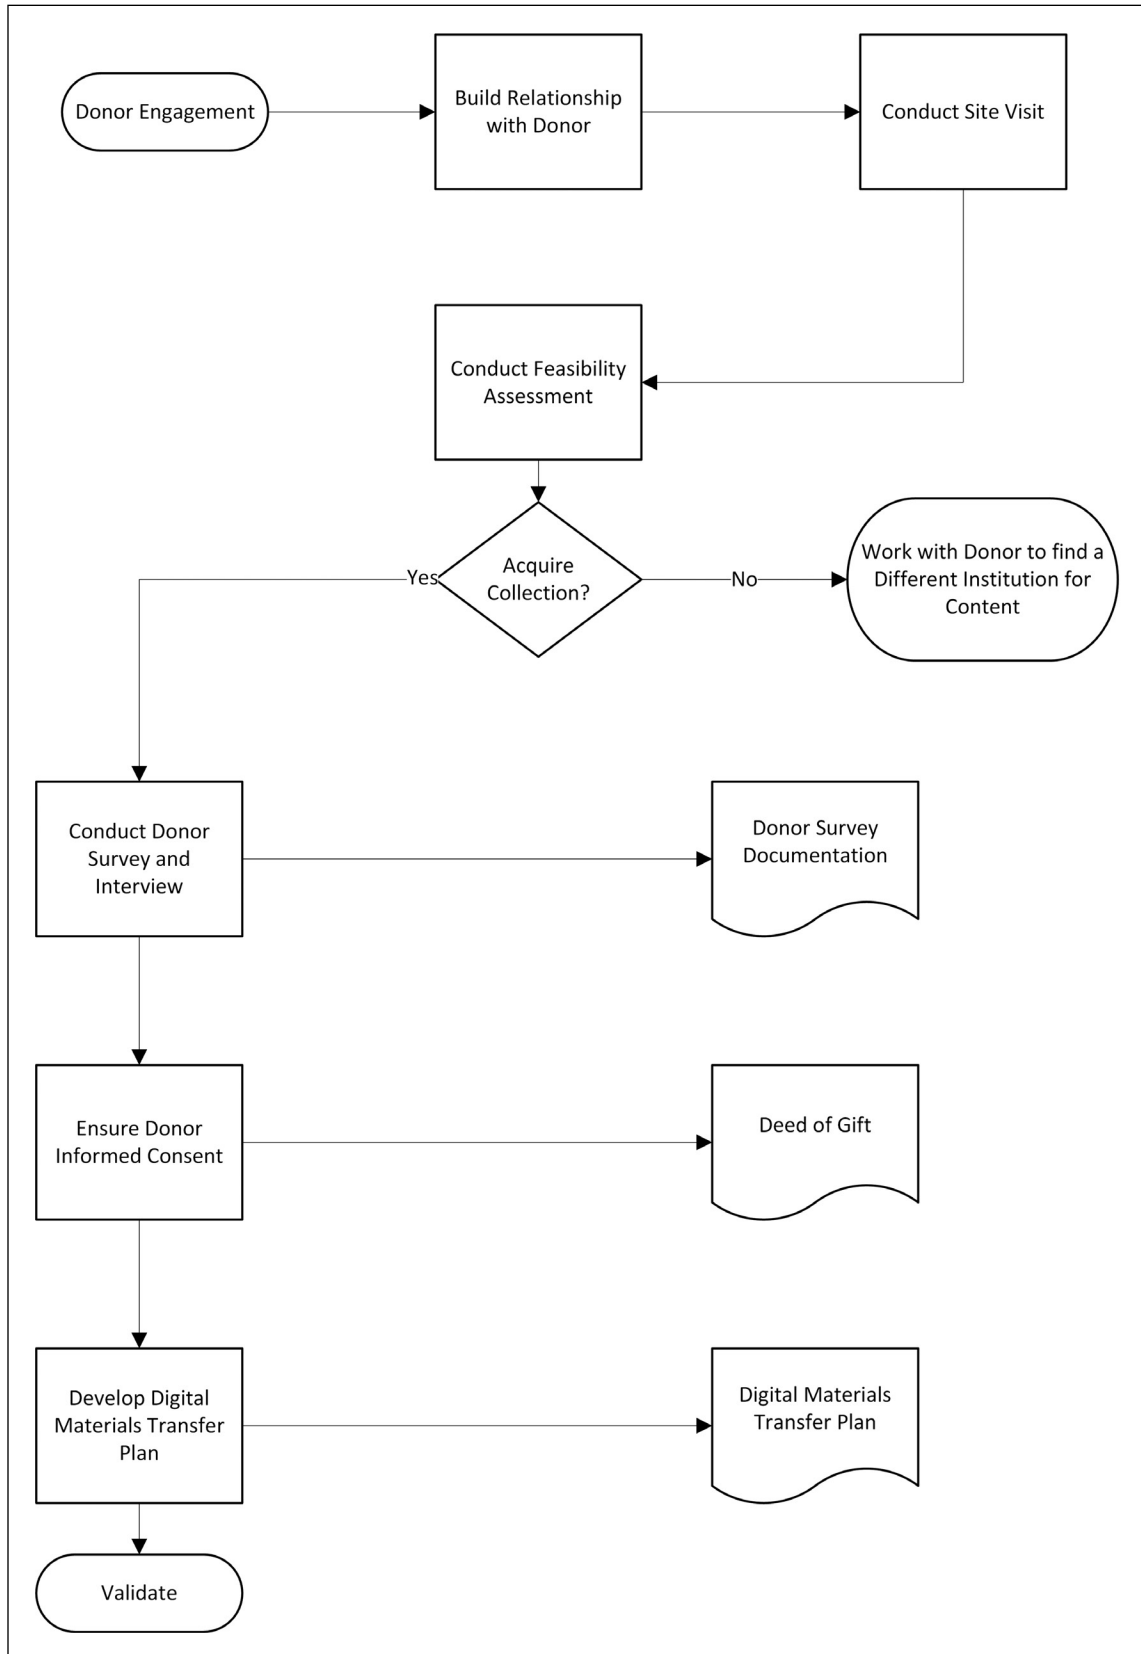 Donor Engagement
Build Relationship
with Donor
Conduct Site Visit
Conduct Feasibility
Assessment
Acquire
Collection?
Yes
No
Work with Donor to find a
Different Institution for
Content
Conduct Donor
Survey and
Interview
Donor Survey
Documentation
Ensure Donor
Informed Consent
Deed of Gift
Develop Digital
Materials Transfer
Plan
Digital Materials
Transfer Plan
Validate